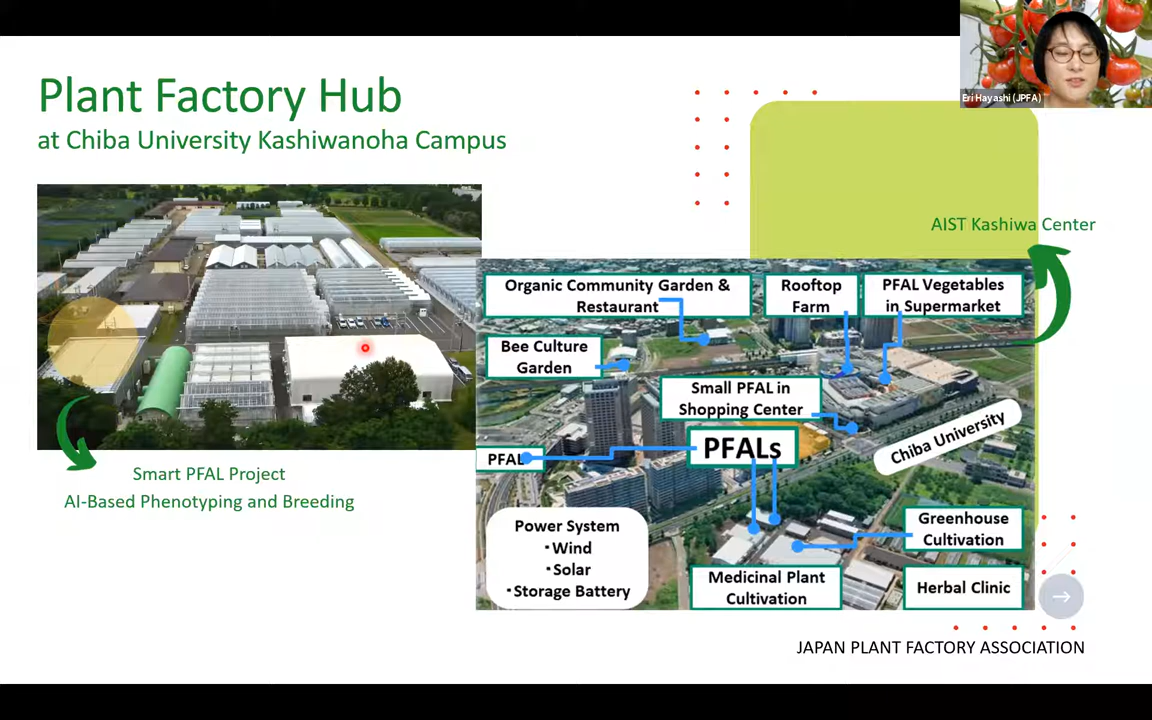 Eri Hayashi (JPFA)
Plant Factory Hub
at Chiba University Kashiwanoha Campus
AIST Kashiwa Center
Organic Community Garden &
Restaurant
Rooftop
Farm
PFAL Vegetables
in Supermarket
Bee Culture
Garden
Small PFAL in
Shopping Center
PFALs
Chiba University
PFAL
Smart PFAL Project
AI-Based Phenotyping and Breeding
Power System
・Wind
・Solar
・Storage Battery
Greenhouse
Cultivation
Medicinal Plant
Cultivation
Herbal Clinic
JAPAN PLANT FACTORY ASSOCIATION